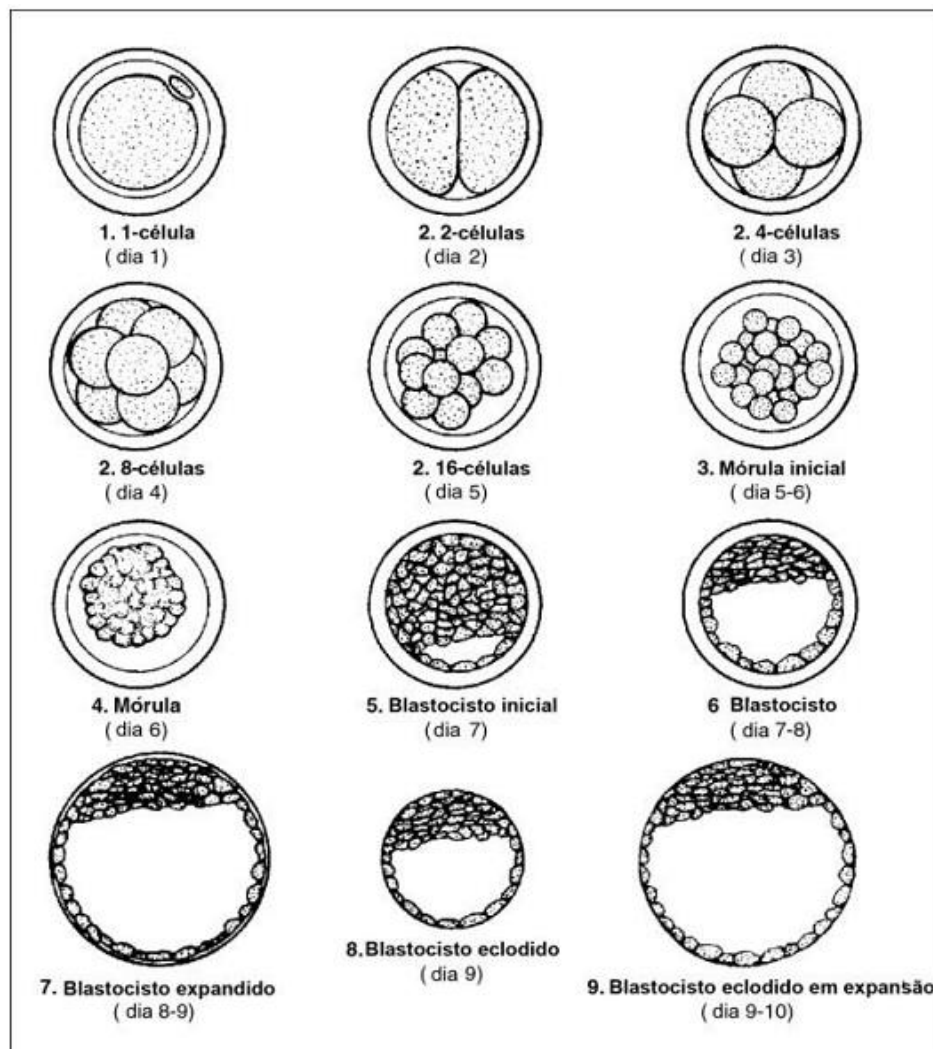 1. 1-célula
(dia 1)
2. 2-células
(dia 2)
2. 4-células
(dia 3)
2. 8-células
(dia 4)
2. 16-células
(dia 5)
3. Mórula inicial
(dia 5-6)
4. Mórula
(dia 6)
5. Blastocisto inicial
(dia 7)
6 Blastocisto
(dia 7-8)
7. Blastocisto expandido
(dia 8-9)
8.Blastocisto eclodido
(dia 9)
9. Blastocisto eclodido em expansão
(dia 9-10)